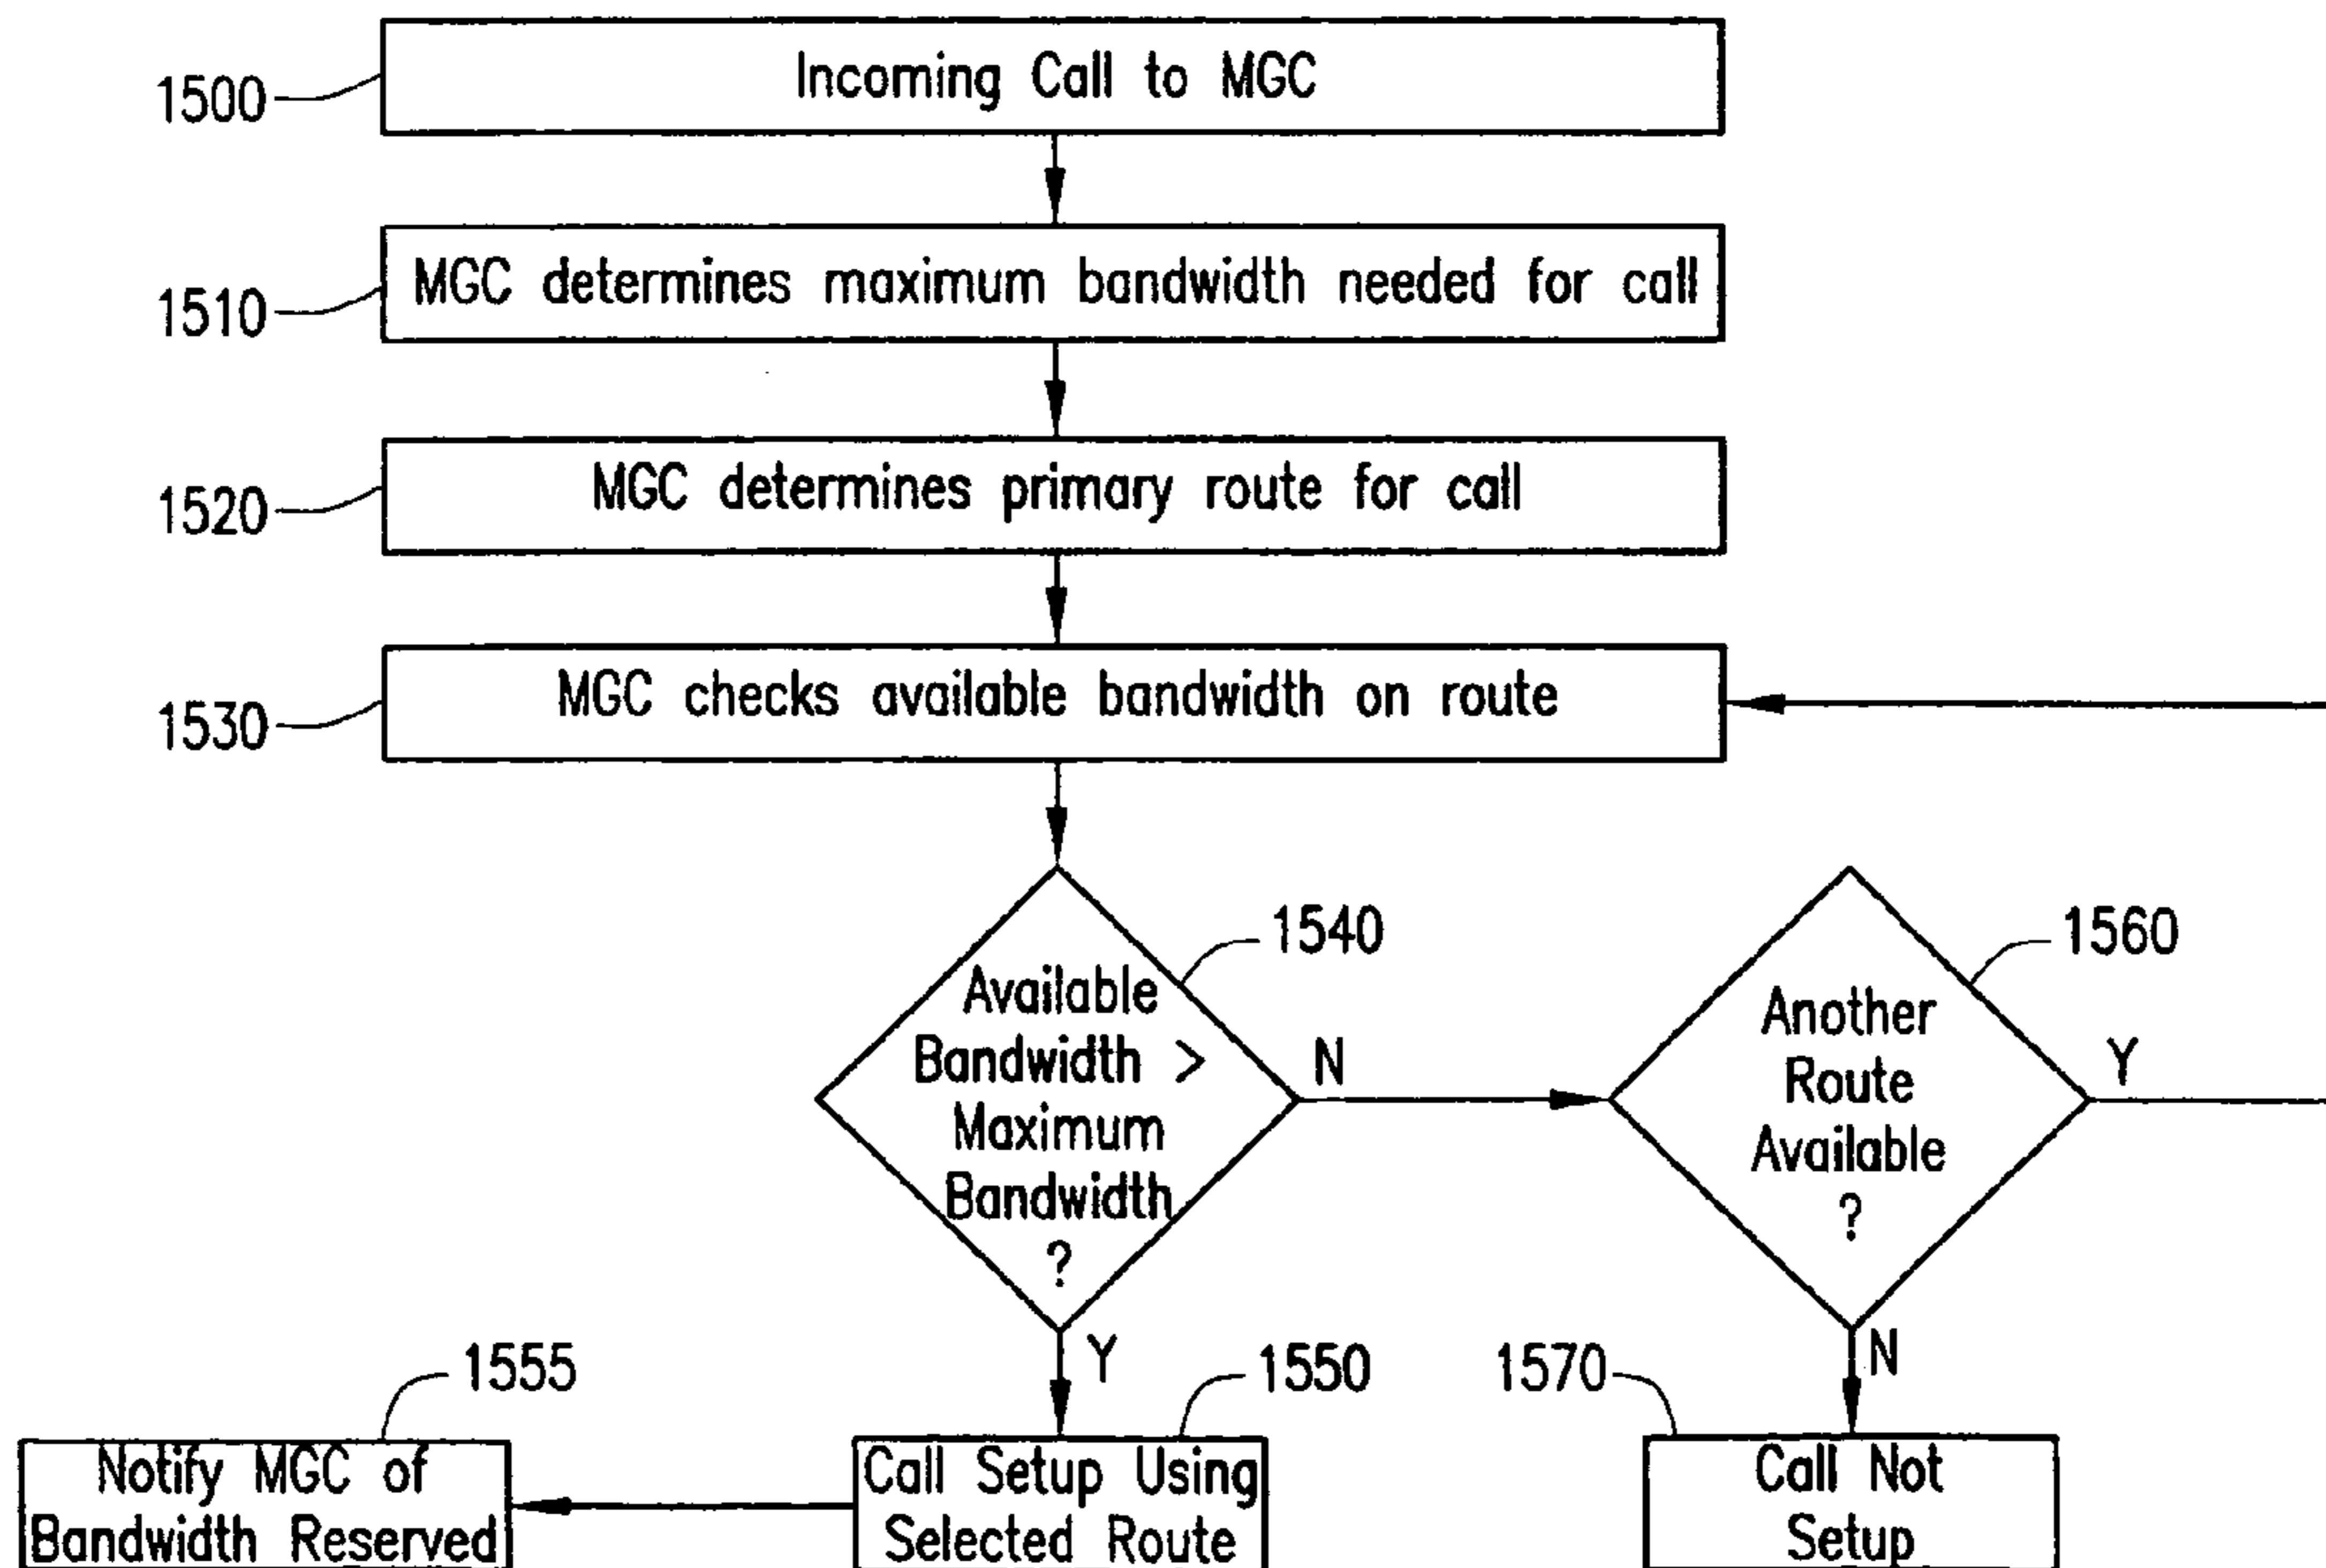 Incoming Call to MGC
1500
MGC determines maximum bandwidth needed for call
1510
MGC determines primary route for call
1520
MGC checks available bandwidth on route
1530
1540
Available
Bandwidth >
Maximum
Bandwidth
?
N
Y
1560
Another
Route
Available
?
Y
N
1555
Notify MGC of
Bandwidth Reserved
1550
Call Setup Using
Selected Route
1570
Call Not
Setup